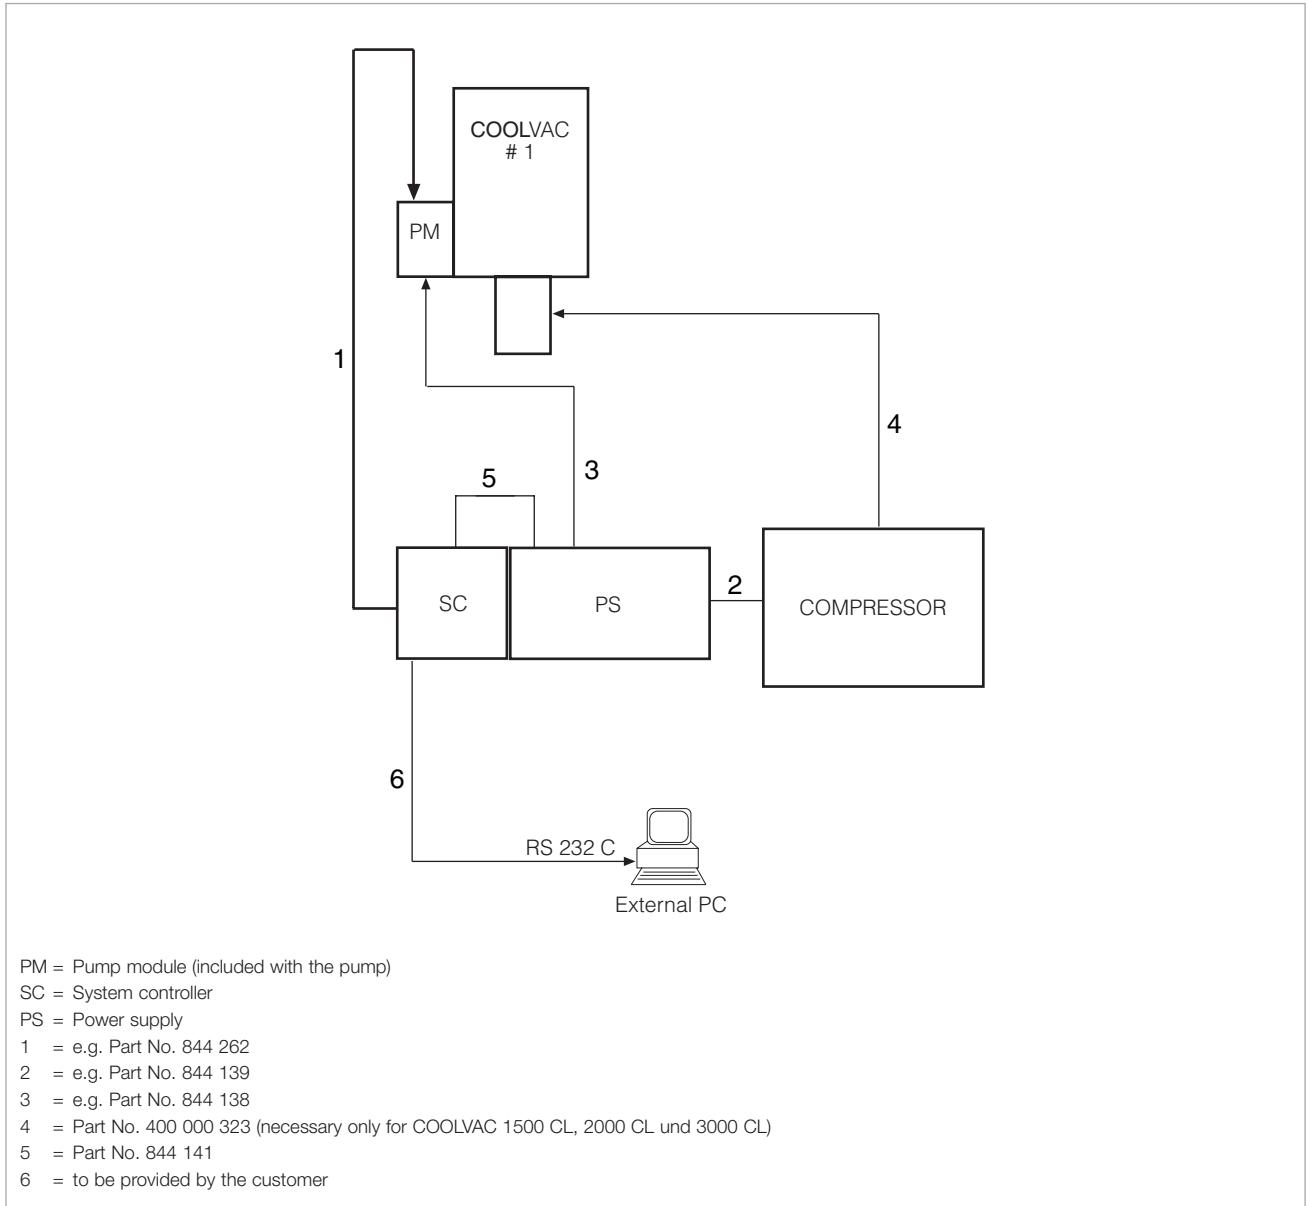 COOLVAC
# 1
PM
1
4
3
5
2
SC
PS
COMPRESSOR
6
RS 232 C
External PC
PM = Pump module (included with the pump)
SC = System controller
PS = Power supply
1 = e.g. Part No. 844 262
2 = e.g. Part No. 844 139
3 = e.g. Part No. 844 138
4 = Part No. 400 000 323 (necessary only for COOLVAC 1500 CL, 2000 CL und 3000 CL)
5 = Part No. 844 141
6 = to be provided by the customer